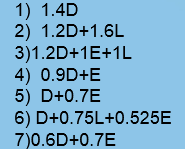 1) 1.4D
2) 1.2D+1.6L
3)1.2D+1E+1L
4) 0.9D+E
5) D+0.7E
6) D+0.75L+0.525E
7)0.6D+0.7E